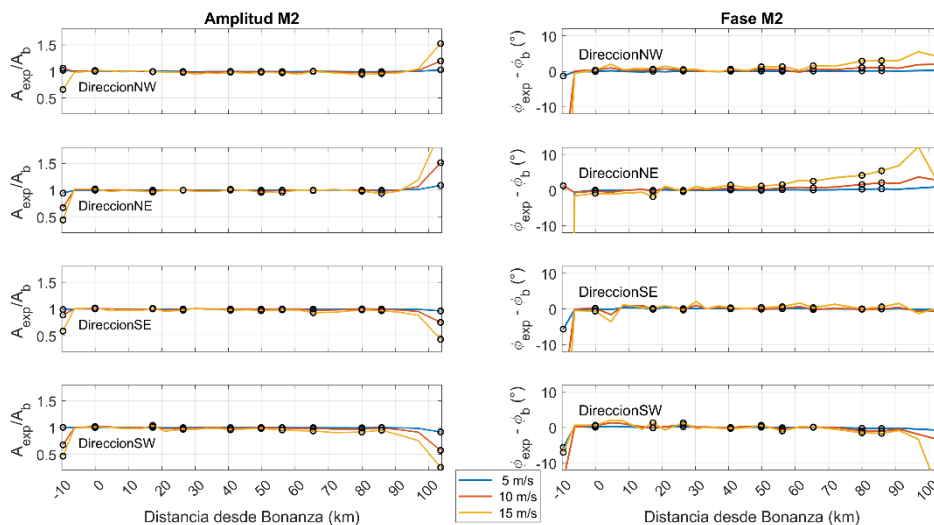 Amplitud M2
A_exp/A_b
1.5
1
0.5
DireccionNW
A_exp/A_b
1.5
1
0.5
DireccionNE
A_exp/A_b
1.5
1
0.5
DireccionSE
A_exp/A_b
1.5
1
0.5
DireccionSW
-10 0 10 20 30 40 50 60 70 80 90 100
Distancia desde Bonanza (km)
Fase M2
ϕ_exp - ϕ_b (°)
10
0
-10
DireccionNW
ϕ_exp - ϕ_b (°)
10
0
-10
DireccionNE
ϕ_exp - ϕ_b (°)
10
0
-10
DireccionSE
ϕ_exp - ϕ_b (°)
10
0
-10
DireccionSW
-10 0 10 20 30 40 50 60 70 80 90 100
Distancia desde Bonanza (km)
5 m/s
10 m/s
15 m/s